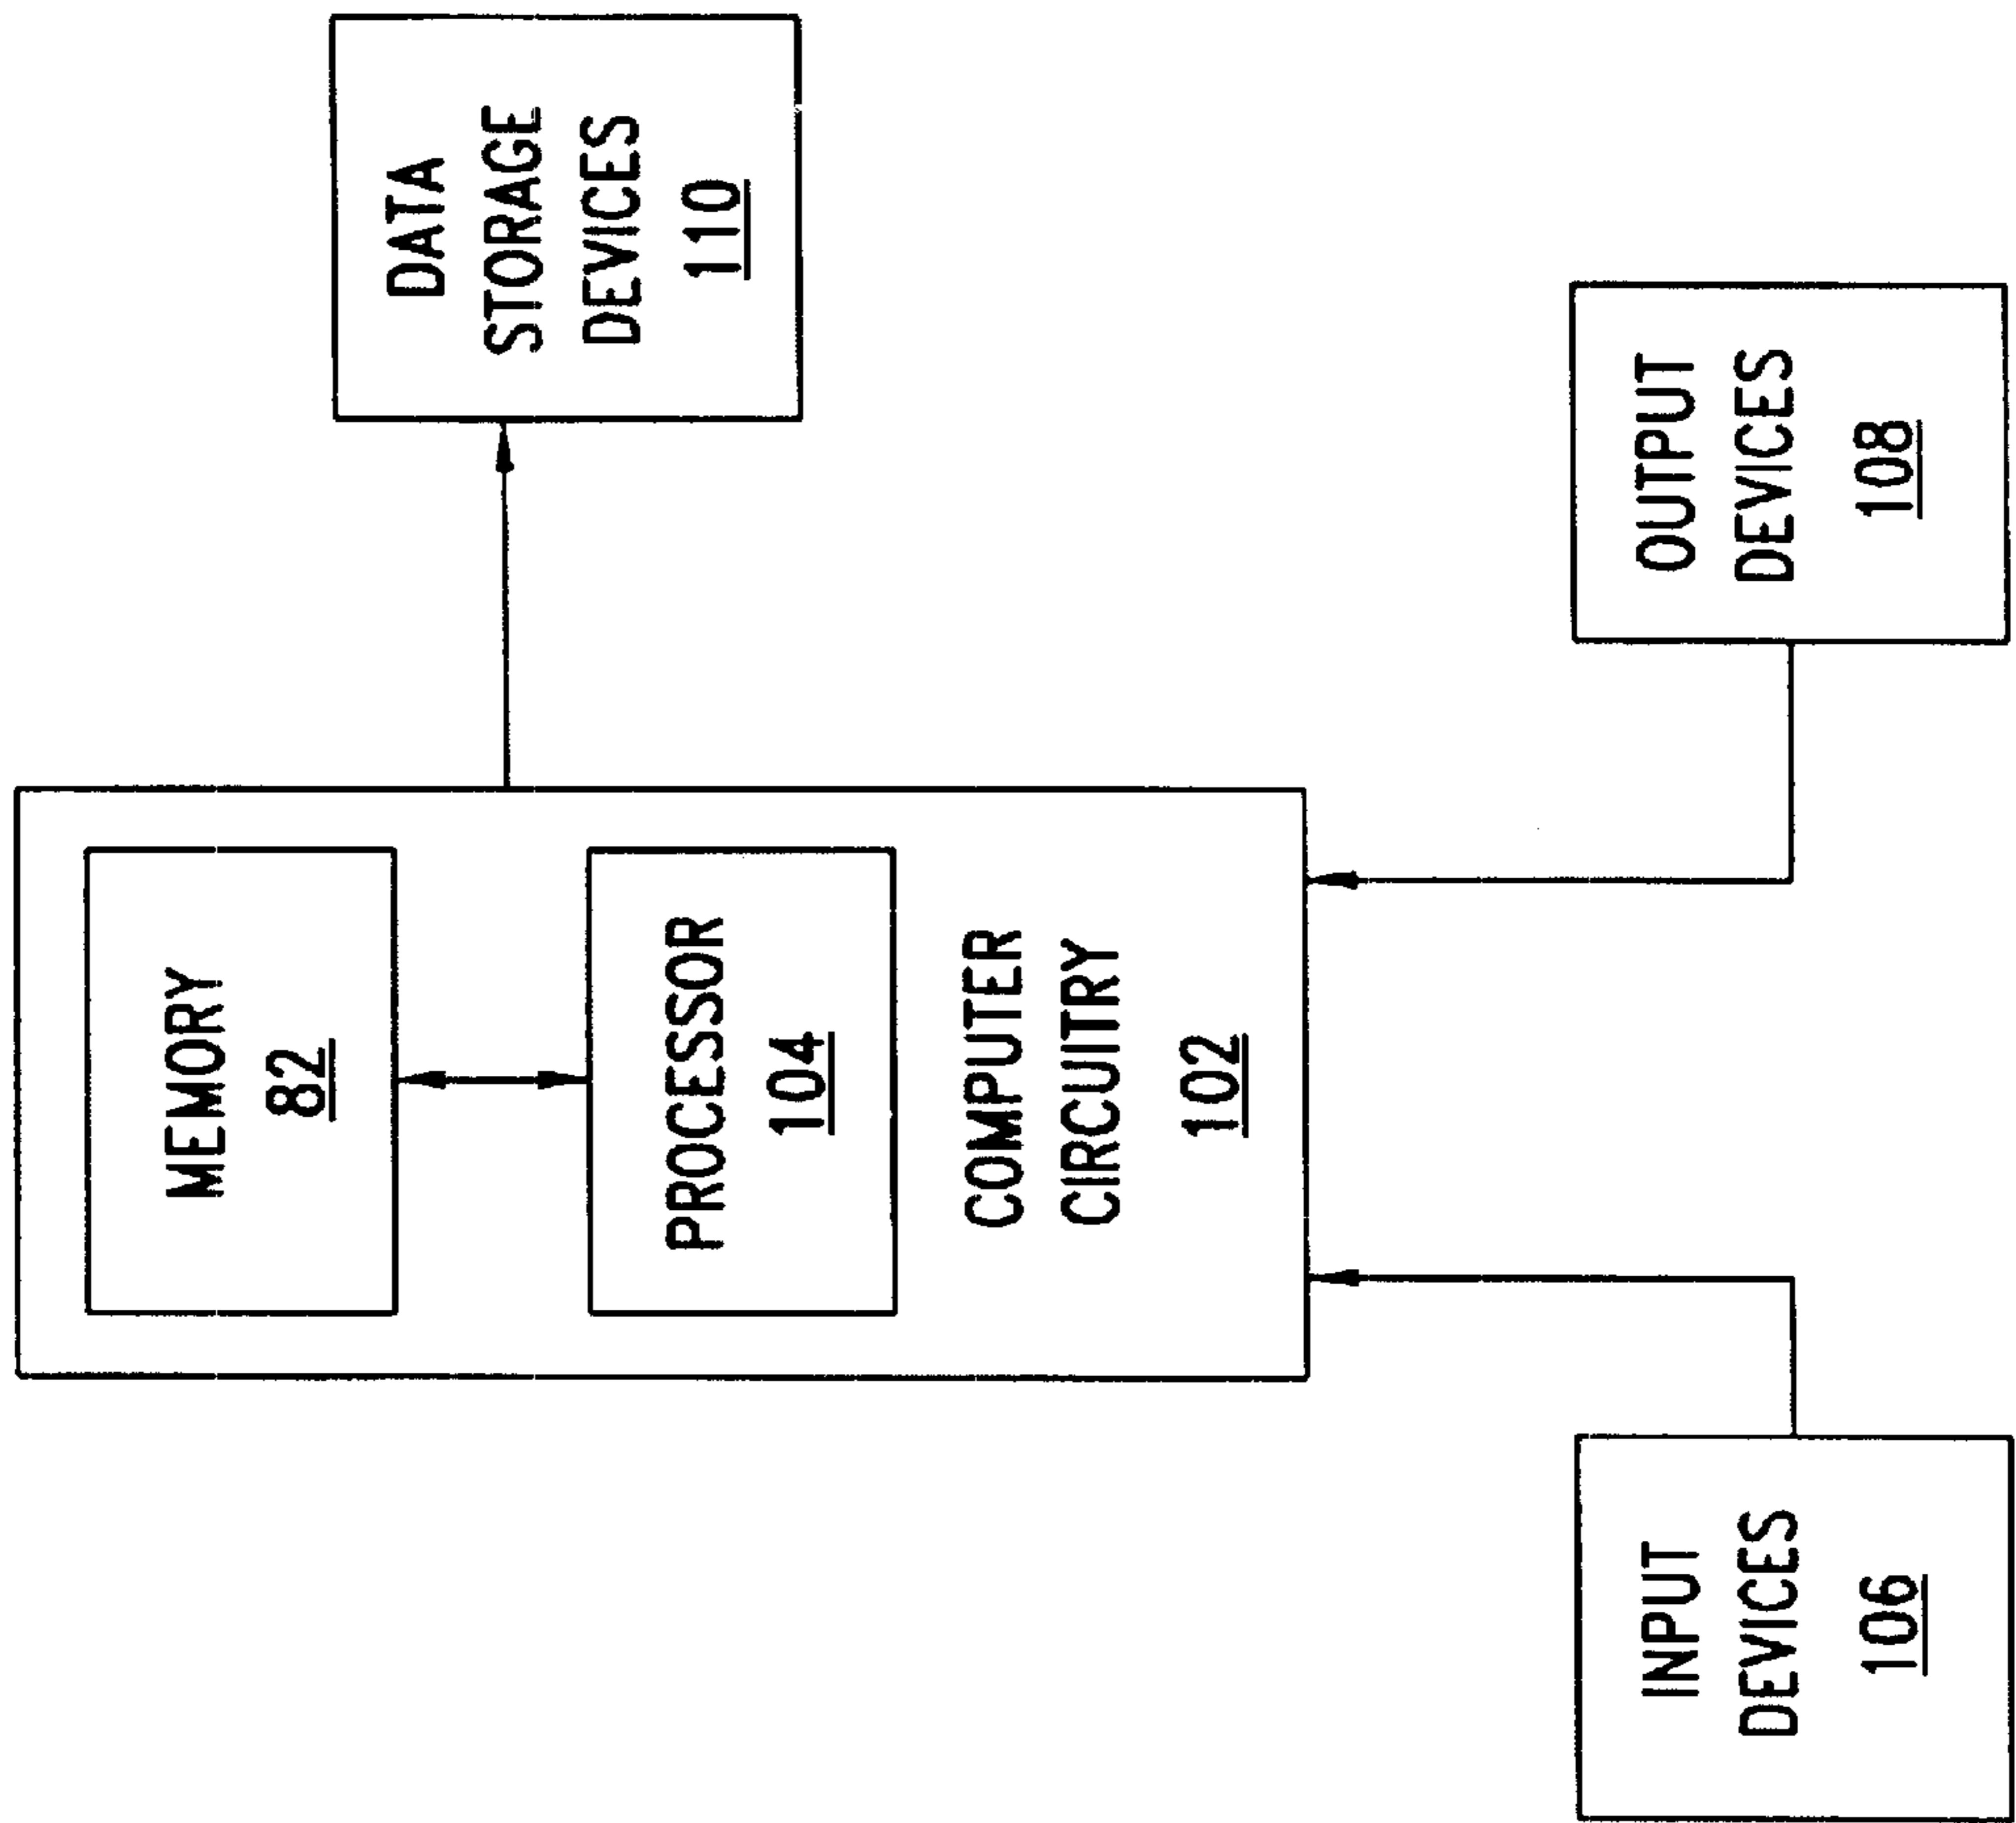 MEMORY
82
PROCESSOR
104
COMPUTER
CIRCUITRY
102
DATA
STORAGE
DEVICES
110
INPUT
DEVICES
106
OUTPUT
DEVICES
108